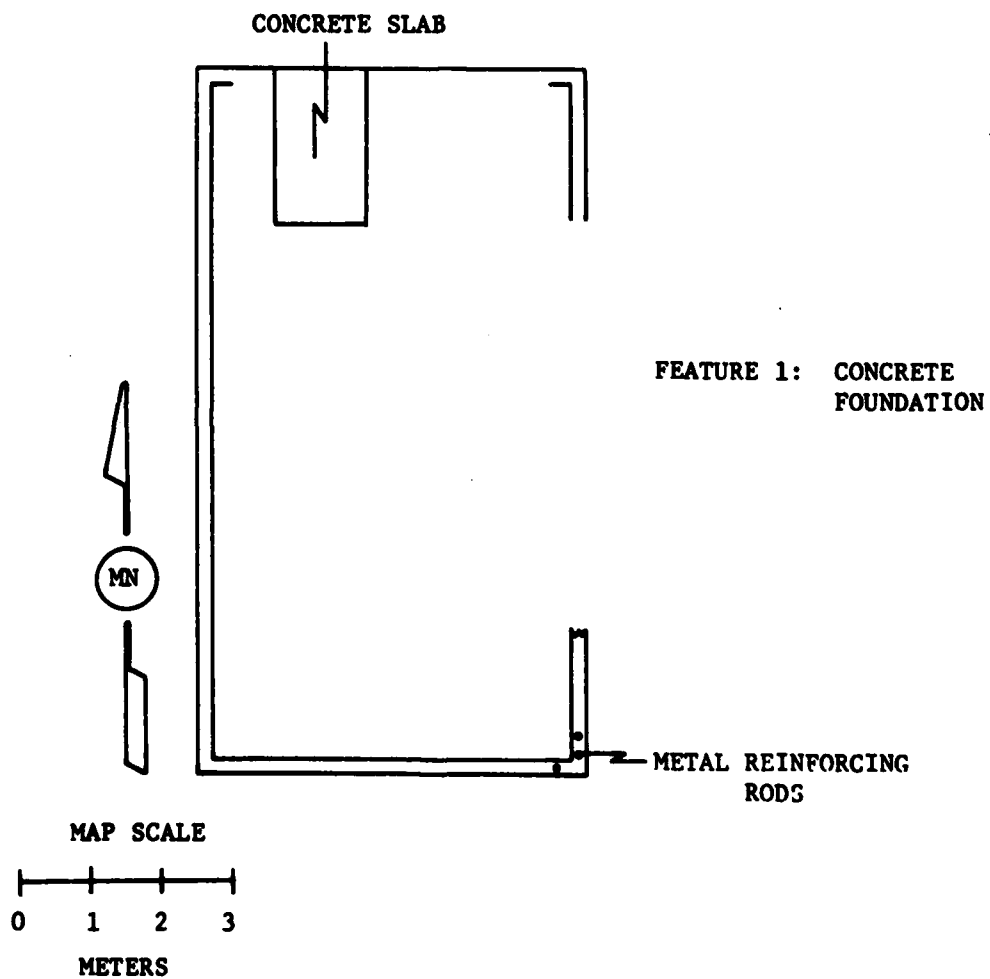 CONCRETE SLAB
FEATURE 1: CONCRETE
FOUNDATION
MN
METAL REINFORCING
RODS
MAP SCALE
0 1 2 3
METERS